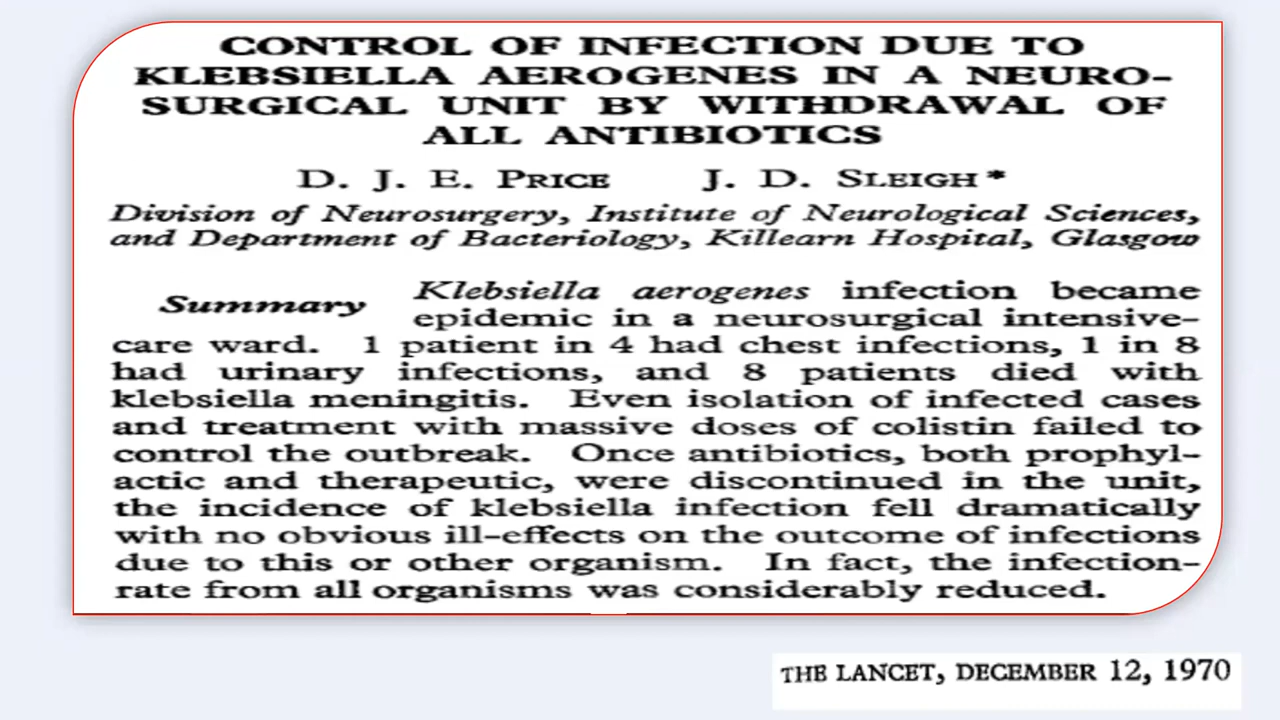 CONTROL OF INFECTION DUE TO
KLEBSIELLA AEROGENES IN A NEURO-
SURGICAL UNIT BY WITHDRAWAL OF
ALL ANTIBIOTICS
D. J. E. PRICE J. D. SLEIGH*
Division of Neurosurgery, Institute of Neurological Sciences,
and Department of Bacteriology, Killearn Hospital, Glasgow
Summary Klebsiella aerogenes infection became
epidemic in a neurosurgical intensive-
care ward. 1 patient in 4 had chest infections, 1 in 8
had urinary infections, and 8 patients died with
klebsiella meningitis. Even isolation of infected cases
and treatment with massive doses of colistin failed to
control the outbreak. Once antibiotics, both prophyl-
actic and therapeutic, were discontinued in the unit,
the incidence of klebsiella infection fell dramatically
with no obvious ill-effects on the outcome of infections
due to this or other organism. In fact, the infection-
rate from all organisms was considerably reduced.
THE LANCET, DECEMBER 12, 1970